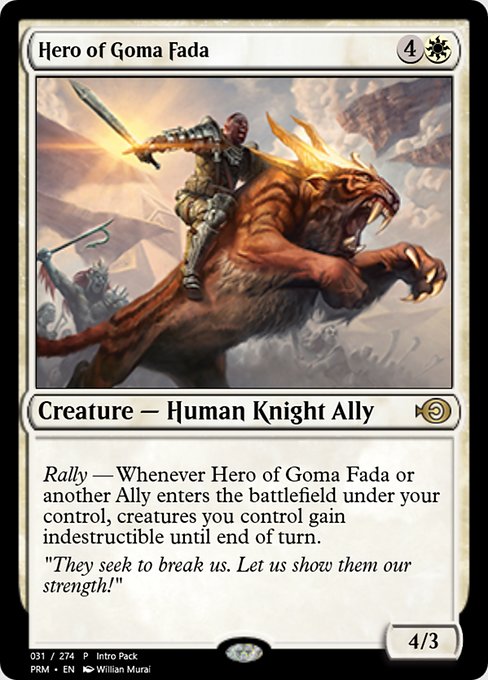 Hero of Goma Fada 4
Creature — Human Knight Ally
Rally — Whenever Hero of Goma Fada or
another Ally enters the battlefield under your
control, creatures you control gain
indestructible until end of turn.
"They seek to break us. Let us show them our
strength!"
4/3
031 / 274 P Intro Pack
PRM • EN Willian Murai